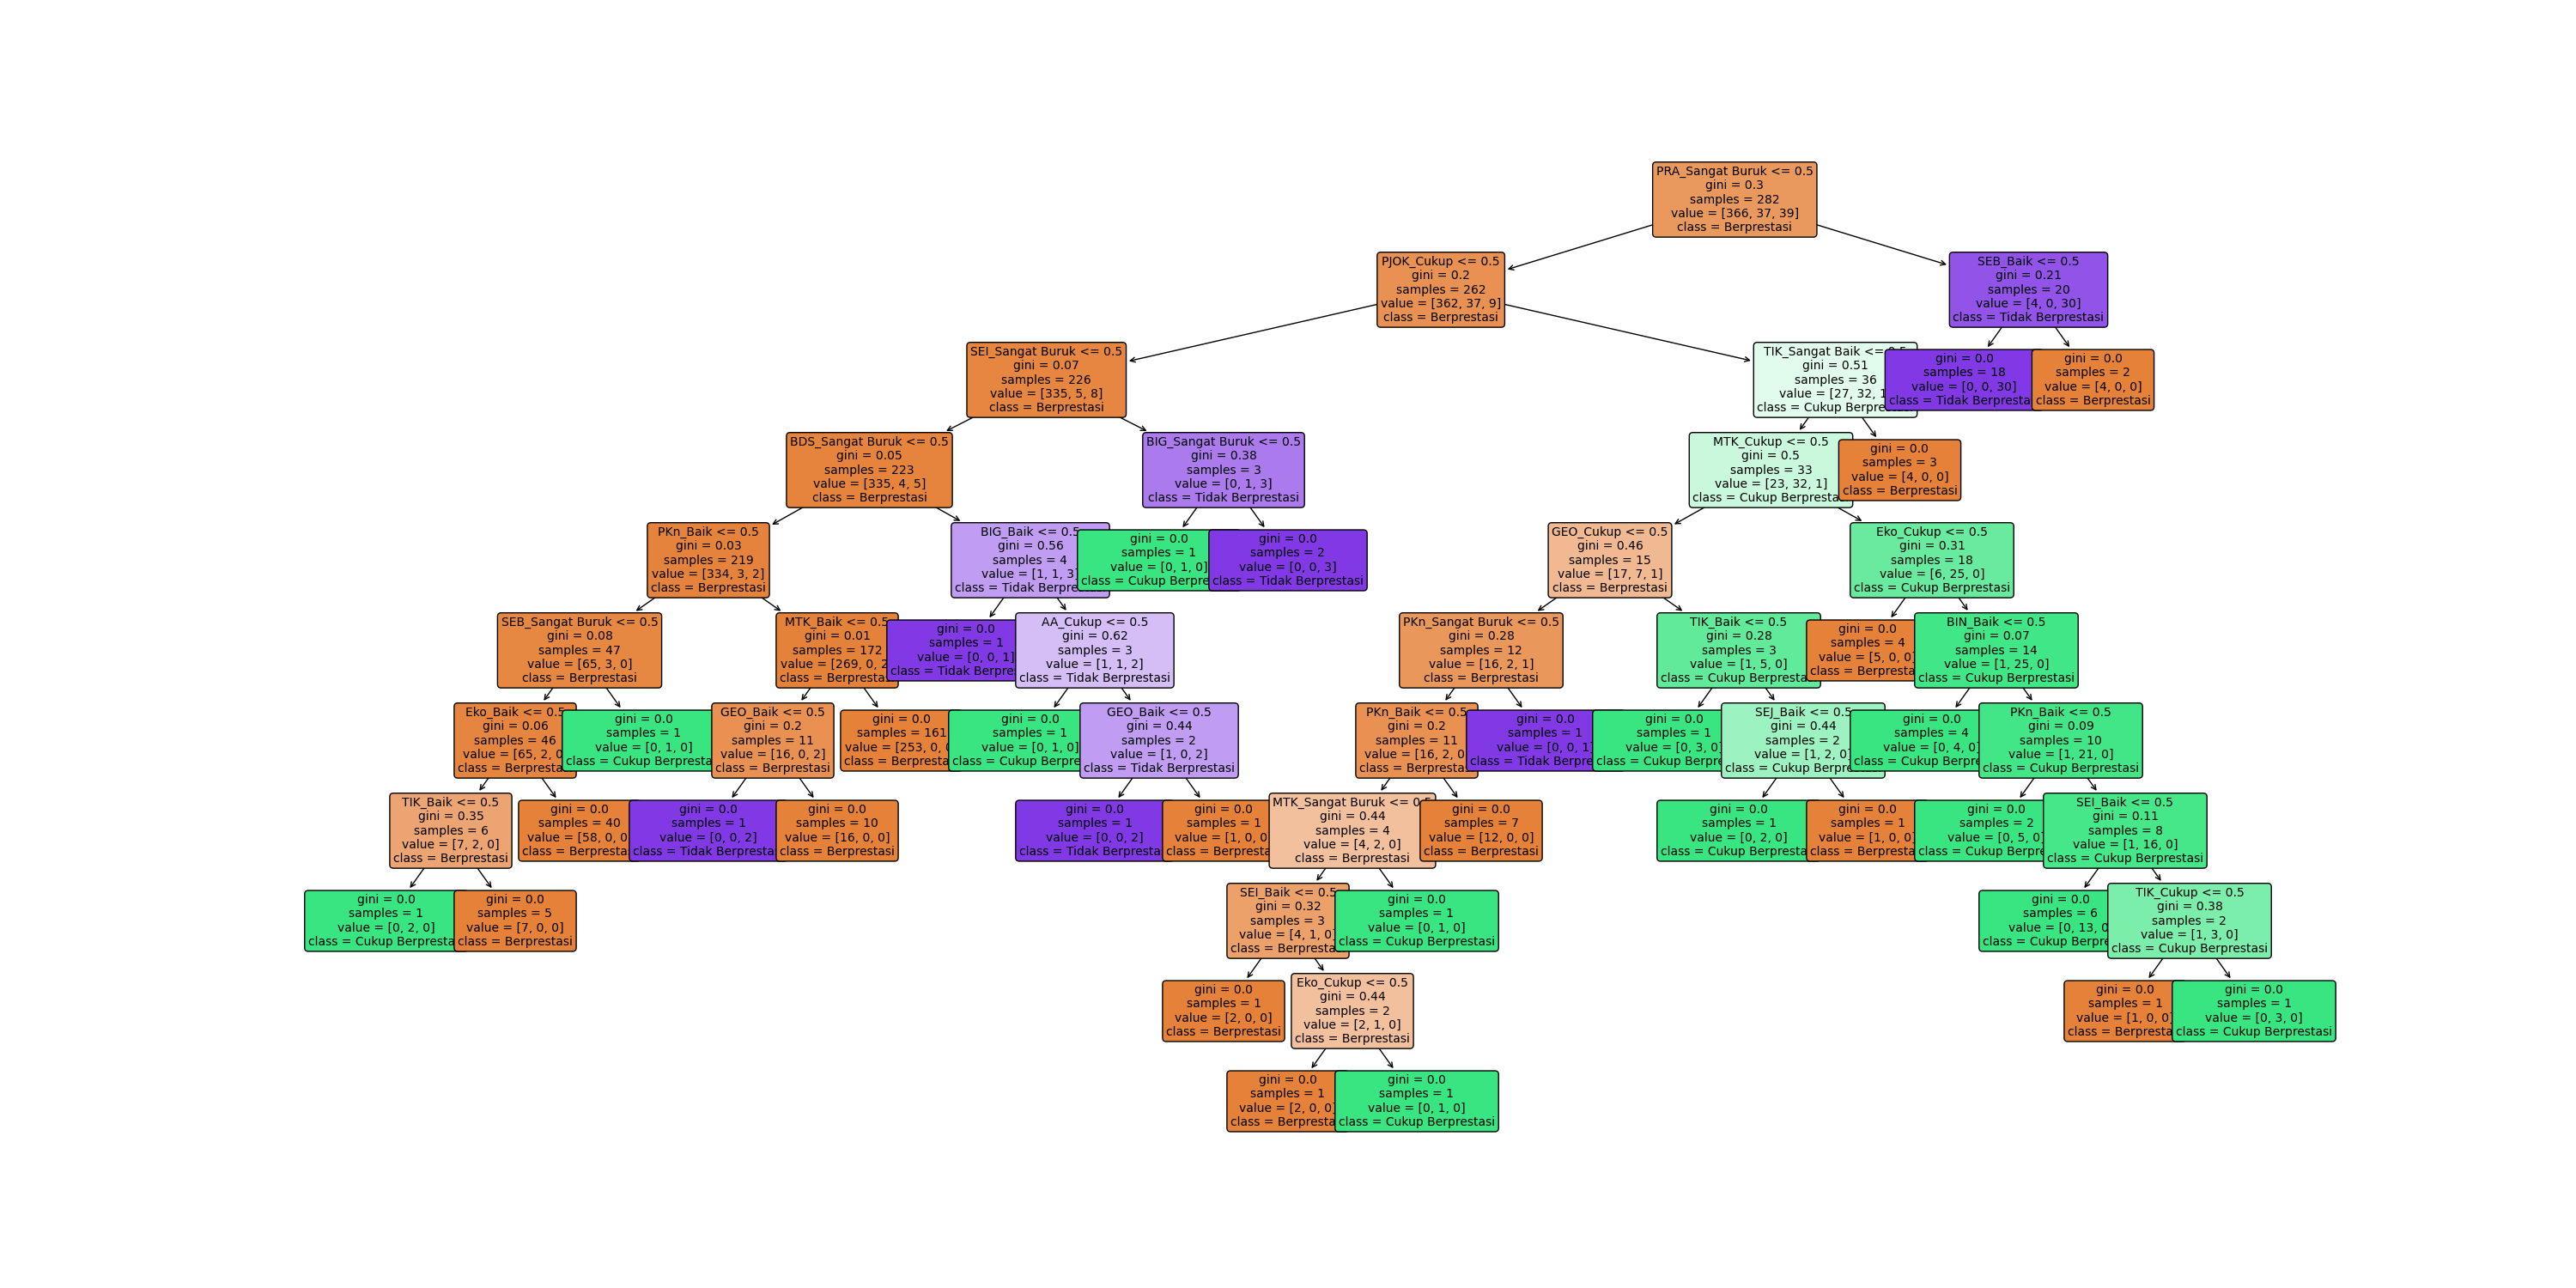 PRA_Sangat Buruk <= 0.5
gini = 0.3
samples = 282
value = [366, 37, 39]
class = Berprestasi
PJOK_Cukup <= 0.5
gini = 0.2
samples = 262
value = [362, 37, 9]
class = Berprestasi
SEB_Baik <= 0.5
gini = 0.21
samples = 20
value = [4, 0, 30]
class = Tidak Berprestasi
SEI_Sangat Buruk <= 0.5
gini = 0.07
samples = 226
value = [335, 5, 8]
class = Berprestasi
TIK_Sangat Baik <= 0.5
gini = 0.51
samples = 36
value = [27, 32, 1
class = Cukup Berpre
gini = 0.0
samples = 18
value = [0, 0, 30]
class = Tidak Berpresta
gini = 0.0
samples = 2
value = [4, 0, 0]
class = Berprestasi
BDS_Sangat Buruk <= 0.5
gini = 0.05
samples = 223
value = [335, 4, 5]
class = Berprestasi
BIG_Sangat Buruk <= 0.5
gini = 0.38
samples = 3
value = [0, 1, 3]
class = Tidak Berprestasi
MTK_Cukup <= 0.5
gini = 0.5
samples = 33
value = [23, 32, 1]
class = Cukup Berpresta
gini = 0.0
samples = 3
value = [4, 0, 0]
class = Berprestasi
PKn_Baik <= 0.5
gini = 0.03
samples = 219
value = [334, 3, 2]
class = Berprestasi
BIG_Baik <= 0.5
gini = 0.56
samples = 4
value = [1, 1, 3]
class = Tidak Berpre
gini = 0.0
samples = 1
value = [0, 1, 0]
class = Cukup Berpre
gini = 0.0
samples = 2
value = [0, 0, 3]
class = Tidak Berprestasi
GEO_Cukup <= 0.5
gini = 0.46
samples = 15
value = [17, 7, 1]
class = Berprestasi
Eko_Cukup <= 0.5
gini = 0.31
samples = 18
value = [6, 25, 0]
class = Cukup Berprestasi
SEB_Sangat Buruk <= 0.5
gini = 0.08
samples = 47
value = [65, 3, 0]
class = Berprestasi
MTK_Baik <= 0.5
gini = 0.01
samples = 172
value = [269, 0, 2
class = Berpresta
gini = 0.0
samples = 1
value = [0, 0, 1]
class = Tidak Berpre
AA_Cukup <= 0.5
gini = 0.62
samples = 3
value = [1, 1, 2]
class = Tidak Berprestasi
PKn_Sangat Buruk <= 0.5
gini = 0.28
samples = 12
value = [16, 2, 1]
class = Berprestasi
TIK_Baik <= 0.5
gini = 0.28
samples = 3
value = [1, 5, 0]
class = Cukup Berpresta
gini = 0.0
samples = 4
value = [5, 0, 0]
class = Berpresta
BIN_Baik <= 0.5
gini = 0.07
samples = 14
value = [1, 25, 0]
class = Cukup Berprestasi
Eko_Baik <= 0.5
gini = 0.06
samples = 46
value = [65, 2, 0
class = Berpresta
gini = 0.0
samples = 1
value = [0, 1, 0]
class = Cukup Berpresta
GEO_Baik <= 0.5
gini = 0.2
samples = 11
value = [16, 0, 2]
class = Berprestasi
gini = 0.0
samples = 161
value = [253, 0, 0
class = Berpresta
gini = 0.0
samples = 1
value = [0, 1, 0]
class = Cukup Berpre
GEO_Baik <= 0.5
gini = 0.44
samples = 2
value = [1, 0, 2]
class = Tidak Berprestasi
PKn_Baik <= 0.5
gini = 0.2
samples = 11
value = [16, 2, 0
class = Berpresta
gini = 0.0
samples = 1
value = [0, 0, 1]
class = Tidak Berpre
gini = 0.0
samples = 1
value = [0, 3, 0]
class = Cukup Berpre
SEJ_Baik <= 0.5
gini = 0.44
samples = 2
value = [1, 2, 0]
class = Cukup Berpre
gini = 0.0
samples = 4
value = [0, 4, 0]
class = Cukup Berpre
PKn_Baik <= 0.5
gini = 0.09
samples = 10
value = [1, 21, 0]
class = Cukup Berprestasi
TIK_Baik <= 0.5
gini = 0.35
samples = 6
value = [7, 2, 0]
class = Berprestasi
gini = 0.0
samples = 40
value = [58, 0, 0
class = Berpresta
gini = 0.0
samples = 1
value = [0, 0, 2]
class = Tidak Berpresta
gini = 0.0
samples = 10
value = [16, 0, 0]
class = Berprestasi
gini = 0.0
samples = 1
value = [0, 0, 2]
class = Tidak Berpresta
gini = 0.0
samples = 1
value = [1, 0, 0
class = Berpresta
MTK_Sangat Buruk <= 0.5
gini = 0.44
samples = 4
value = [4, 2, 0]
class = Berprestasi
gini = 0.0
samples = 7
value = [12, 0, 0]
class = Berprestasi
gini = 0.0
samples = 1
value = [0, 2, 0]
class = Cukup Berpresta
gini = 0.0
samples = 1
value = [1, 0, 0]
class = Berpresta
gini = 0.0
samples = 2
value = [0, 5, 0]
class = Cukup Berpre
SEI_Baik <= 0.5
gini = 0.11
samples = 8
value = [1, 16, 0]
class = Cukup Berprestasi
gini = 0.0
samples = 1
value = [0, 2, 0]
class = Cukup Berpresta
gini = 0.0
samples = 5
value = [7, 0, 0]
class = Berprestasi
SEI_Baik <= 0.5
gini = 0.32
samples = 3
value = [4, 1, 0]
class = Berpresta
gini = 0.0
samples = 1
value = [0, 1, 0]
class = Cukup Berprestasi
gini = 0.0
samples = 6
value = [0, 13, 0
class = Cukup Berpre
TIK_Cukup <= 0.5
gini = 0.38
samples = 2
value = [1, 3, 0]
class = Cukup Berprestasi
gini = 0.0
samples = 1
value = [2, 0, 0]
class = Berprestasi
Eko_Cukup <= 0.5
gini = 0.44
samples = 2
value = [2, 1, 0]
class = Berprestasi
gini = 0.0
samples = 1
value = [1, 0, 0]
class = Berpresta
gini = 0.0
samples = 1
value = [0, 3, 0]
class = Cukup Berprestasi
gini = 0.0
samples = 1
value = [2, 0, 0]
class = Berpresta
gini = 0.0
samples = 1
value = [0, 1, 0]
class = Cukup Berprestasi